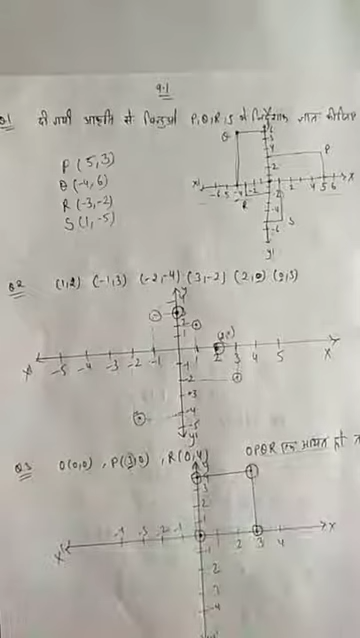 9.1
Q1 दी गयी आकृति से बिन्दुओं P,Q,R,S के निर्देशांक ज्ञात कीजिए
P(5,3)
Q(-4,6)
R(-3,-2)
S(1,-5)
Q2 (1,2) (-1,3) (-2,-4) (3,-2) (2,0) (0,3)
Q3 O(0,0), P(3,0), R(0,4) OPQR एक आयत हो